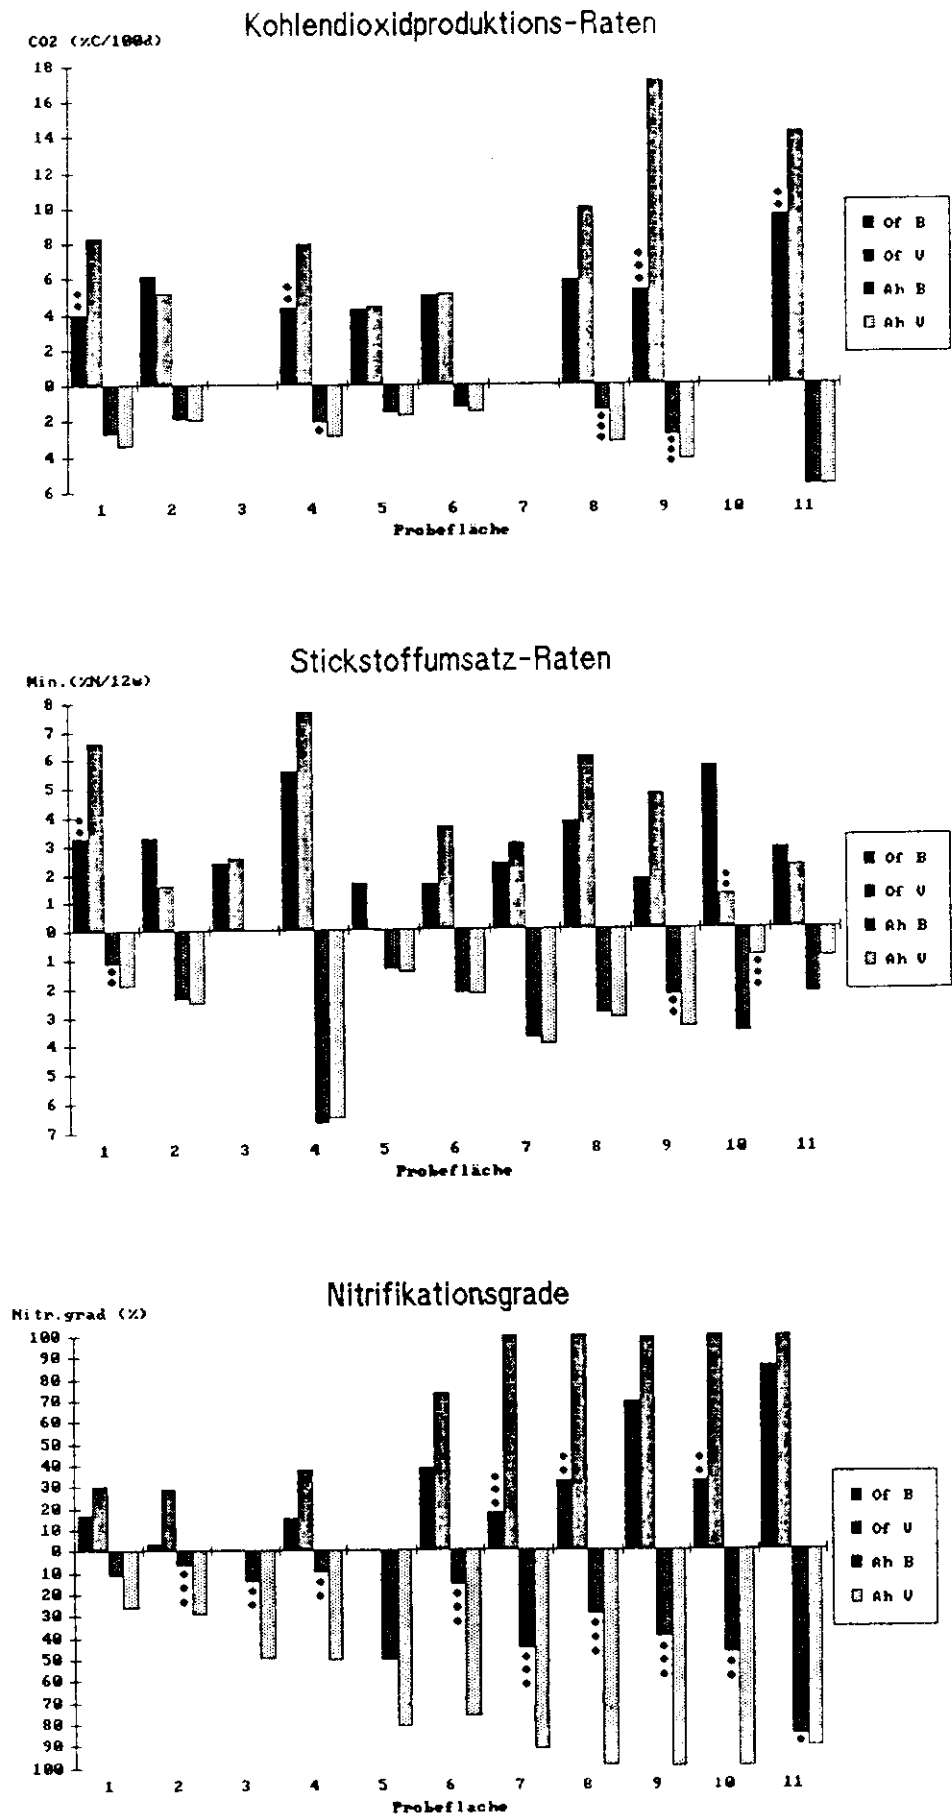 Kohlendioxidproduktions-Raten
CO2 (%C/100d)
18
16
14
12
10
8
6
4
2
0
2
4
6
1 2 3 4 5 6 7 8 9 10 11
Probefläche
Of B
Of V
Ah B
Ah V
Stickstoffumsatz-Raten
Min.(%N/12w)
8
7
6
5
4
3
2
1
0
1
2
3
4
5
6
7
1 2 3 4 5 6 7 8 9 10 11
Probefläche
Of B
Of V
Ah B
Ah V
Nitrifikationsgrade
Nitr.grad (%)
100
90
80
70
60
50
40
30
20
10
0
10
20
30
40
50
60
70
80
90
100
1 2 3 4 5 6 7 8 9 10 11
Probefläche
Of B
Of V
Ah B
Ah V